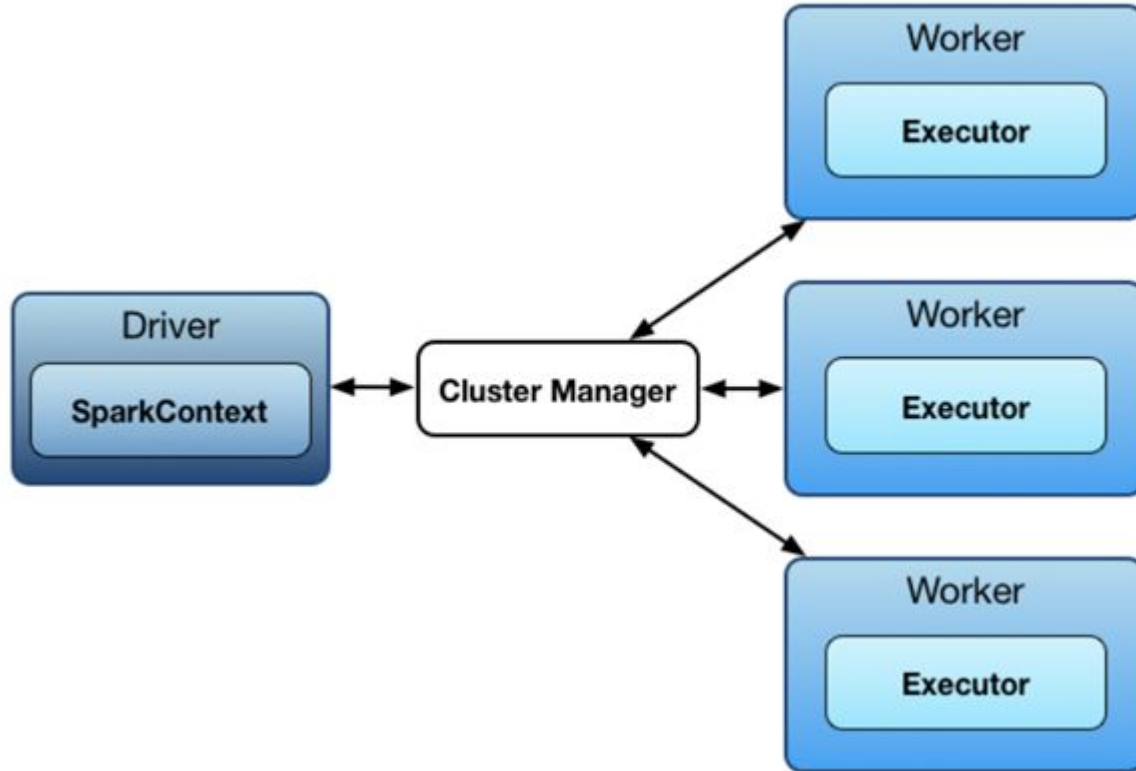 Driver
SparkContext
Cluster Manager
Worker
Executor
Worker
Executor
Worker
Executor